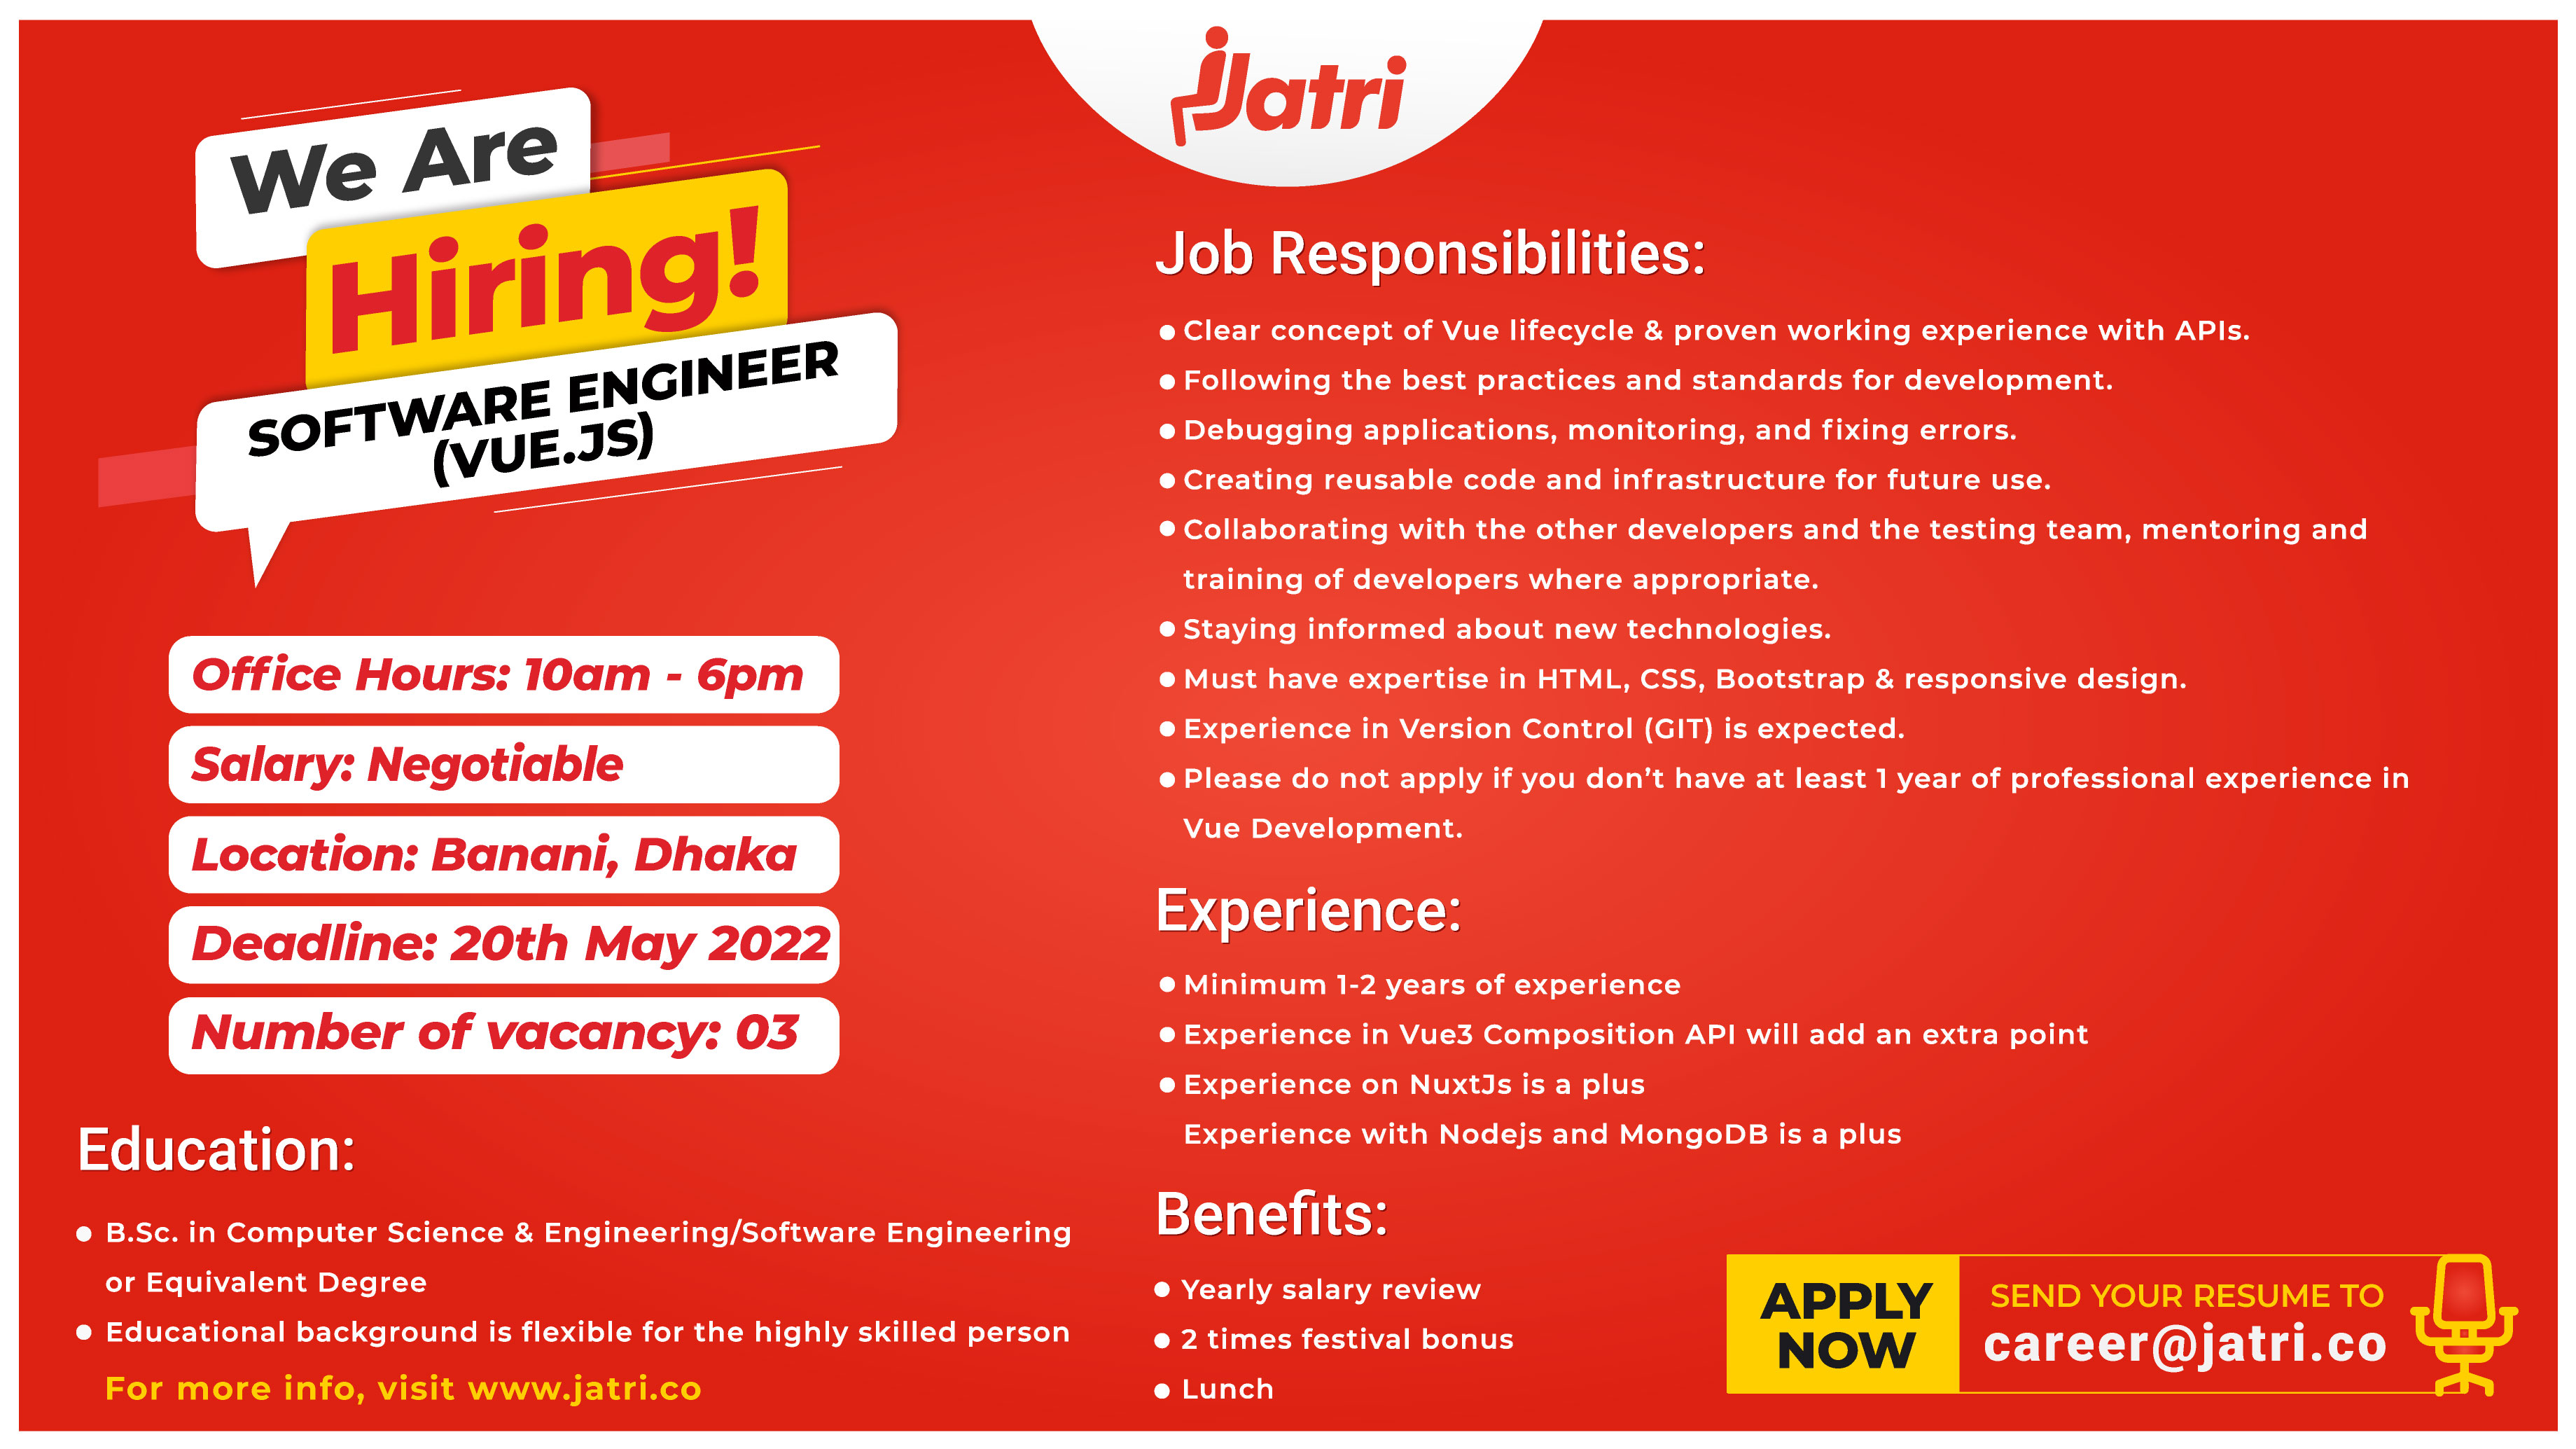 Jatri
We Are
Hiring!
SOFTWARE ENGINEER
(VUE.JS)
Office Hours: 10am - 6pm
Salary: Negotiable
Location: Banani, Dhaka
Deadline: 20th May 2022
Number of vacancy: 03
Education:
B.Sc. in Computer Science & Engineering/Software Engineering
or Equivalent Degree
Educational background is flexible for the highly skilled person
For more info, visit www.jatri.co
Job Responsibilities:
Clear concept of Vue lifecycle & proven working experience with APIs.
Following the best practices and standards for development.
Debugging applications, monitoring, and fixing errors.
Creating reusable code and infrastructure for future use.
Collaborating with the other developers and the testing team, mentoring and
training of developers where appropriate.
Staying informed about new technologies.
Must have expertise in HTML, CSS, Bootstrap & responsive design.
Experience in Version Control (GIT) is expected.
Please do not apply if you don’t have at least 1 year of professional experience in
Vue Development.
Experience:
Minimum 1-2 years of experience
Experience in Vue3 Composition API will add an extra point
Experience on NuxtJs is a plus
Experience with Nodejs and MongoDB is a plus
Benefits:
Yearly salary review
2 times festival bonus
Lunch
APPLY
NOW
SEND YOUR RESUME TO
career@jatri.co